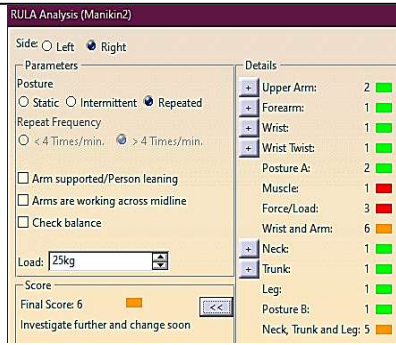 RULA Analysis (Manikin2)
Side: Left Right
Parameters
Posture
Static Intermittent Repeated
Repeat Frequency
< 4 Times/min. > 4 Times/min.
Arm supported/Person leaning
Arms are working across midline
Check balance
Load: 25kg
Score
Final Score: 6
<<
Investigate further and change soon
Details
+ Upper Arm: 2
+ Forearm: 1
+ Wrist: 1
+ Wrist Twist: 1
Posture A: 2
Muscle: 1
Force/Load: 3
Wrist and Arm: 6
+ Neck: 1
+ Trunk: 1
Leg: 1
Posture B: 1
Neck, Trunk and Leg: 5